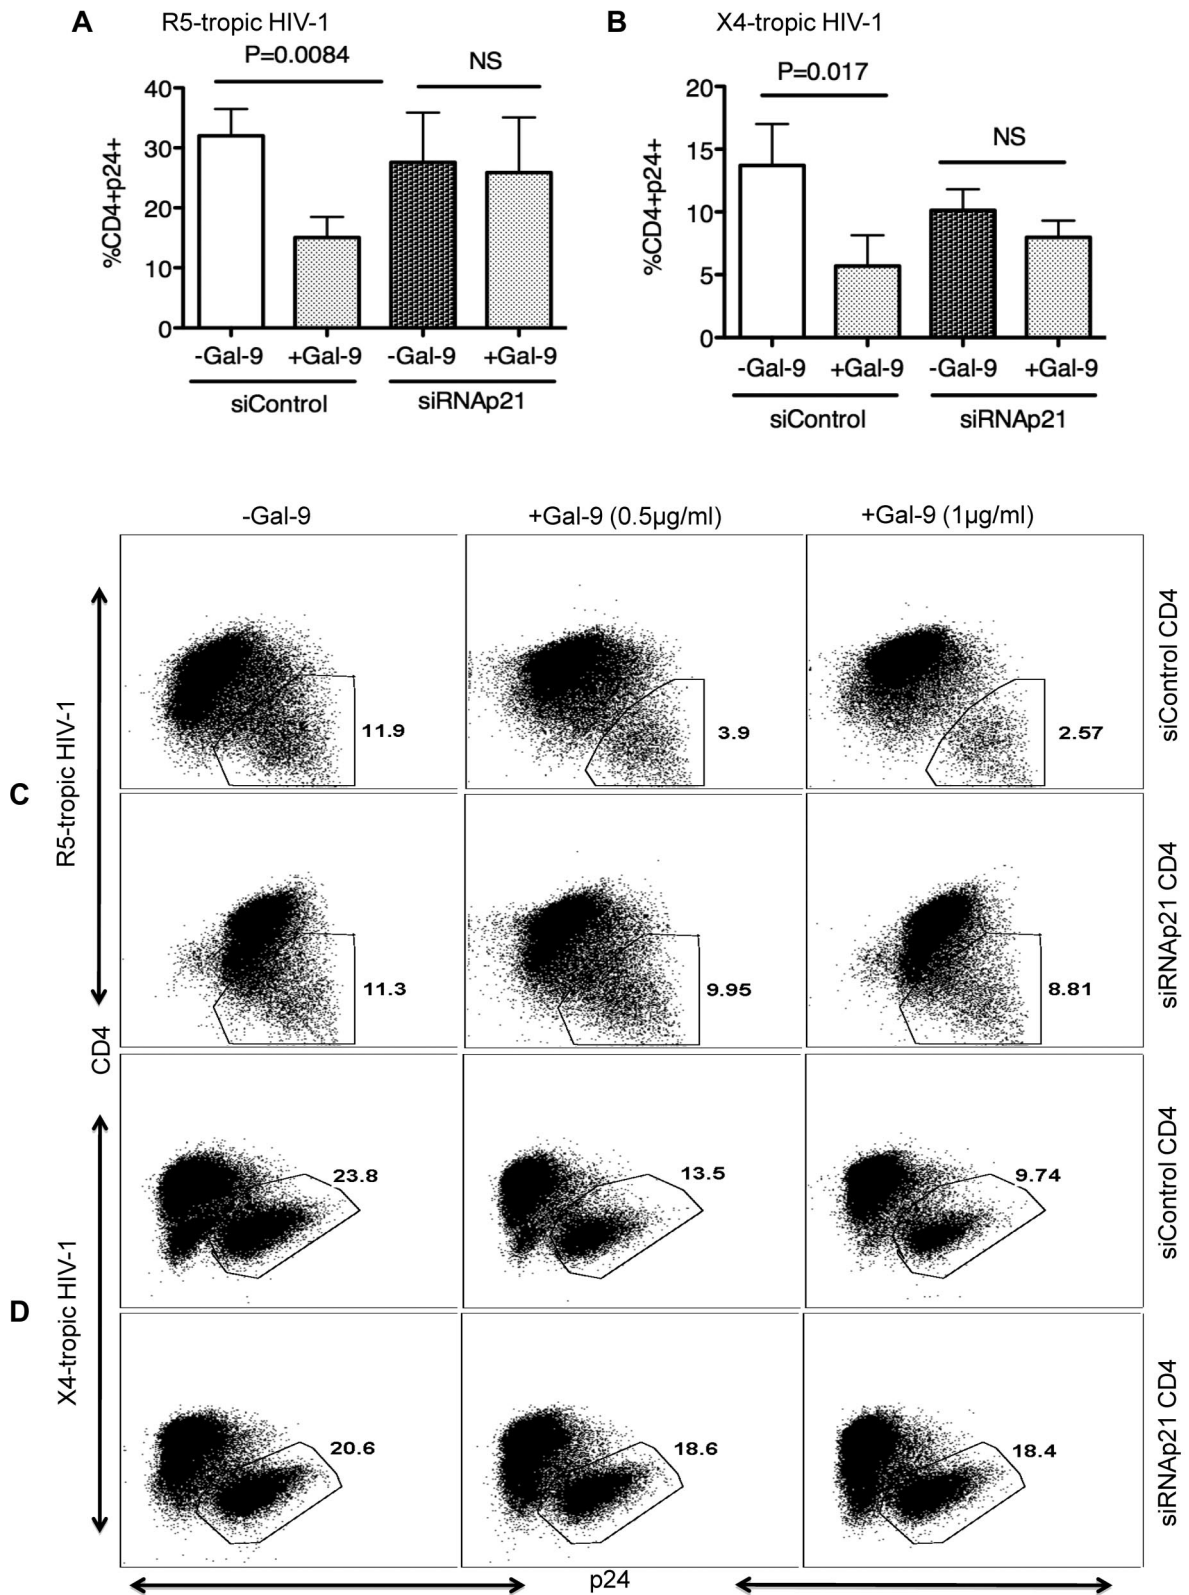 A
R5-tropic HIV-1
P=0.0084
NS
%CD4+p24+
40
30
20
10
0
-Gal-9 +Gal-9 -Gal-9 +Gal-9
siControl siRNAp21
B
X4-tropic HIV-1
P=0.017
NS
%CD4+p24+
20
15
10
5
0
-Gal-9 +Gal-9 -Gal-9 +Gal-9
siControl siRNAp21
-Gal-9 +Gal-9 (0.5µg/ml) +Gal-9 (1µg/ml)
C
R5-tropic HIV-1
11.9 3.9 2.57
siControl CD4
11.3 9.95 8.81
siRNAp21 CD4
CD4
D
X4-tropic HIV-1
23.8 13.5 9.74
siControl CD4
20.6 18.6 18.4
siRNAp21 CD4
p24